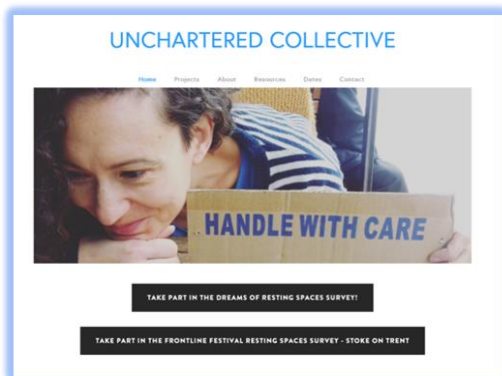 UNCHARTERED COLLECTIVE
Home Projects About Resources Dates Contact
HANDLE WITH CARE
TAKE PART IN THE DREAMS OF RESTING SPACES SURVEY!
TAKE PART IN THE FRONTLINE FESTIVAL RESTING SPACES SURVEY - STOKE ON TRENT